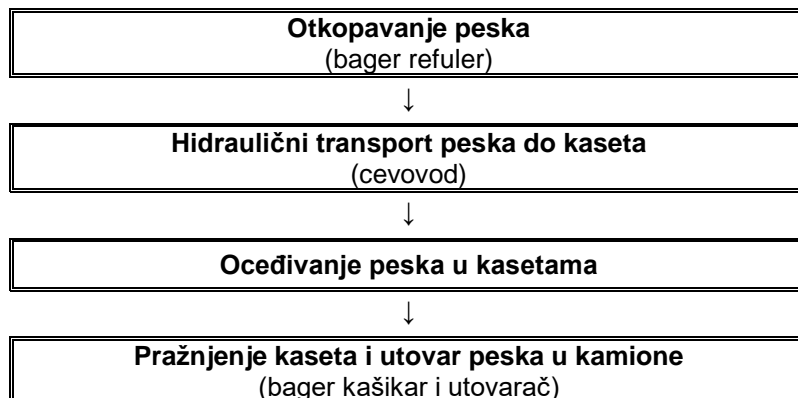 Otkopavanje peska
(bager refuler)
↓
Hidraulični transport peska do kaseta
(cevovod)
↓
Oceđivanje peska u kasetama
↓
Pražnjenje kaseta i utovar peska u kamione
(bager kašikar i utovarač)